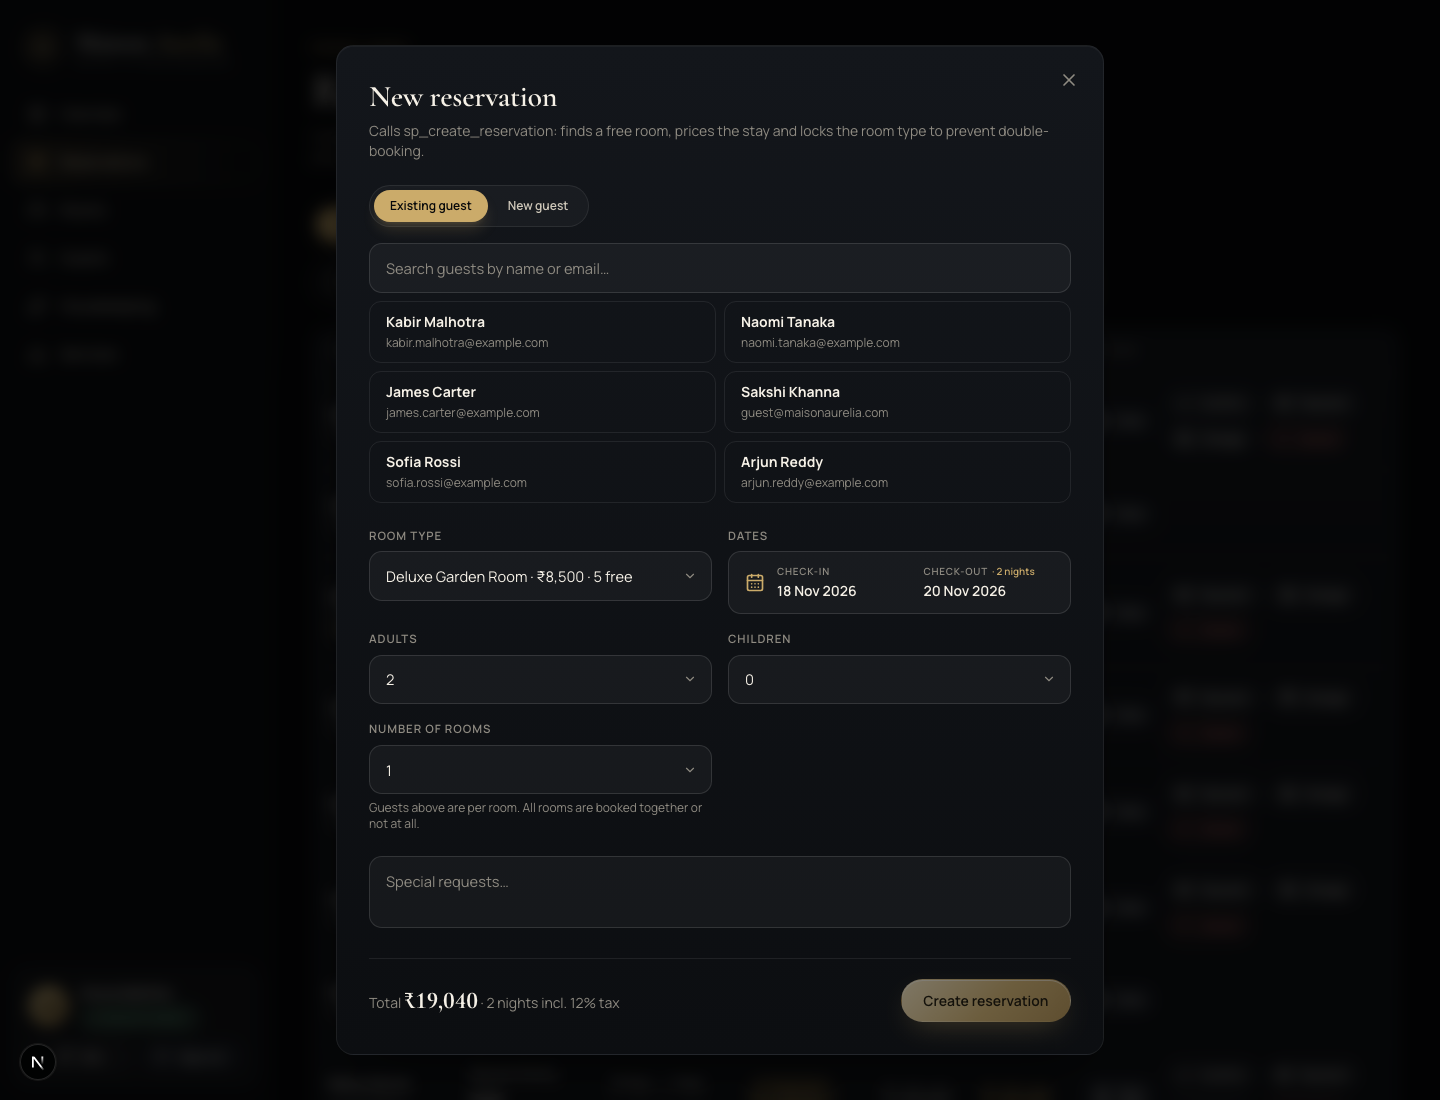 New reservation
Calls sp_create_reservation: finds a free room, prices the stay and locks the room type to prevent double-
booking.
Existing guest
New guest
Search guests by name or email...
Kabir Malhotra
kabir.malhotra@example.com
Naomi Tanaka
naomi.tanaka@example.com
James Carter
james.carter@example.com
Sakshi Khanna
guest@maisonaurelia.com
Sofia Rossi
sofia.rossi@example.com
Arjun Reddy
arjun.reddy@example.com
ROOM TYPE
Deluxe Garden Room · ₹8,500 · 5 free
DATES
CHECK-IN
18 Nov 2026
CHECK-OUT · 2 nights
20 Nov 2026
ADULTS
2
CHILDREN
0
NUMBER OF ROOMS
1
Guests above are per room. All rooms are booked together or
not at all.
Special requests...
Total ₹19,040 · 2 nights incl. 12% tax
Create reservation
N